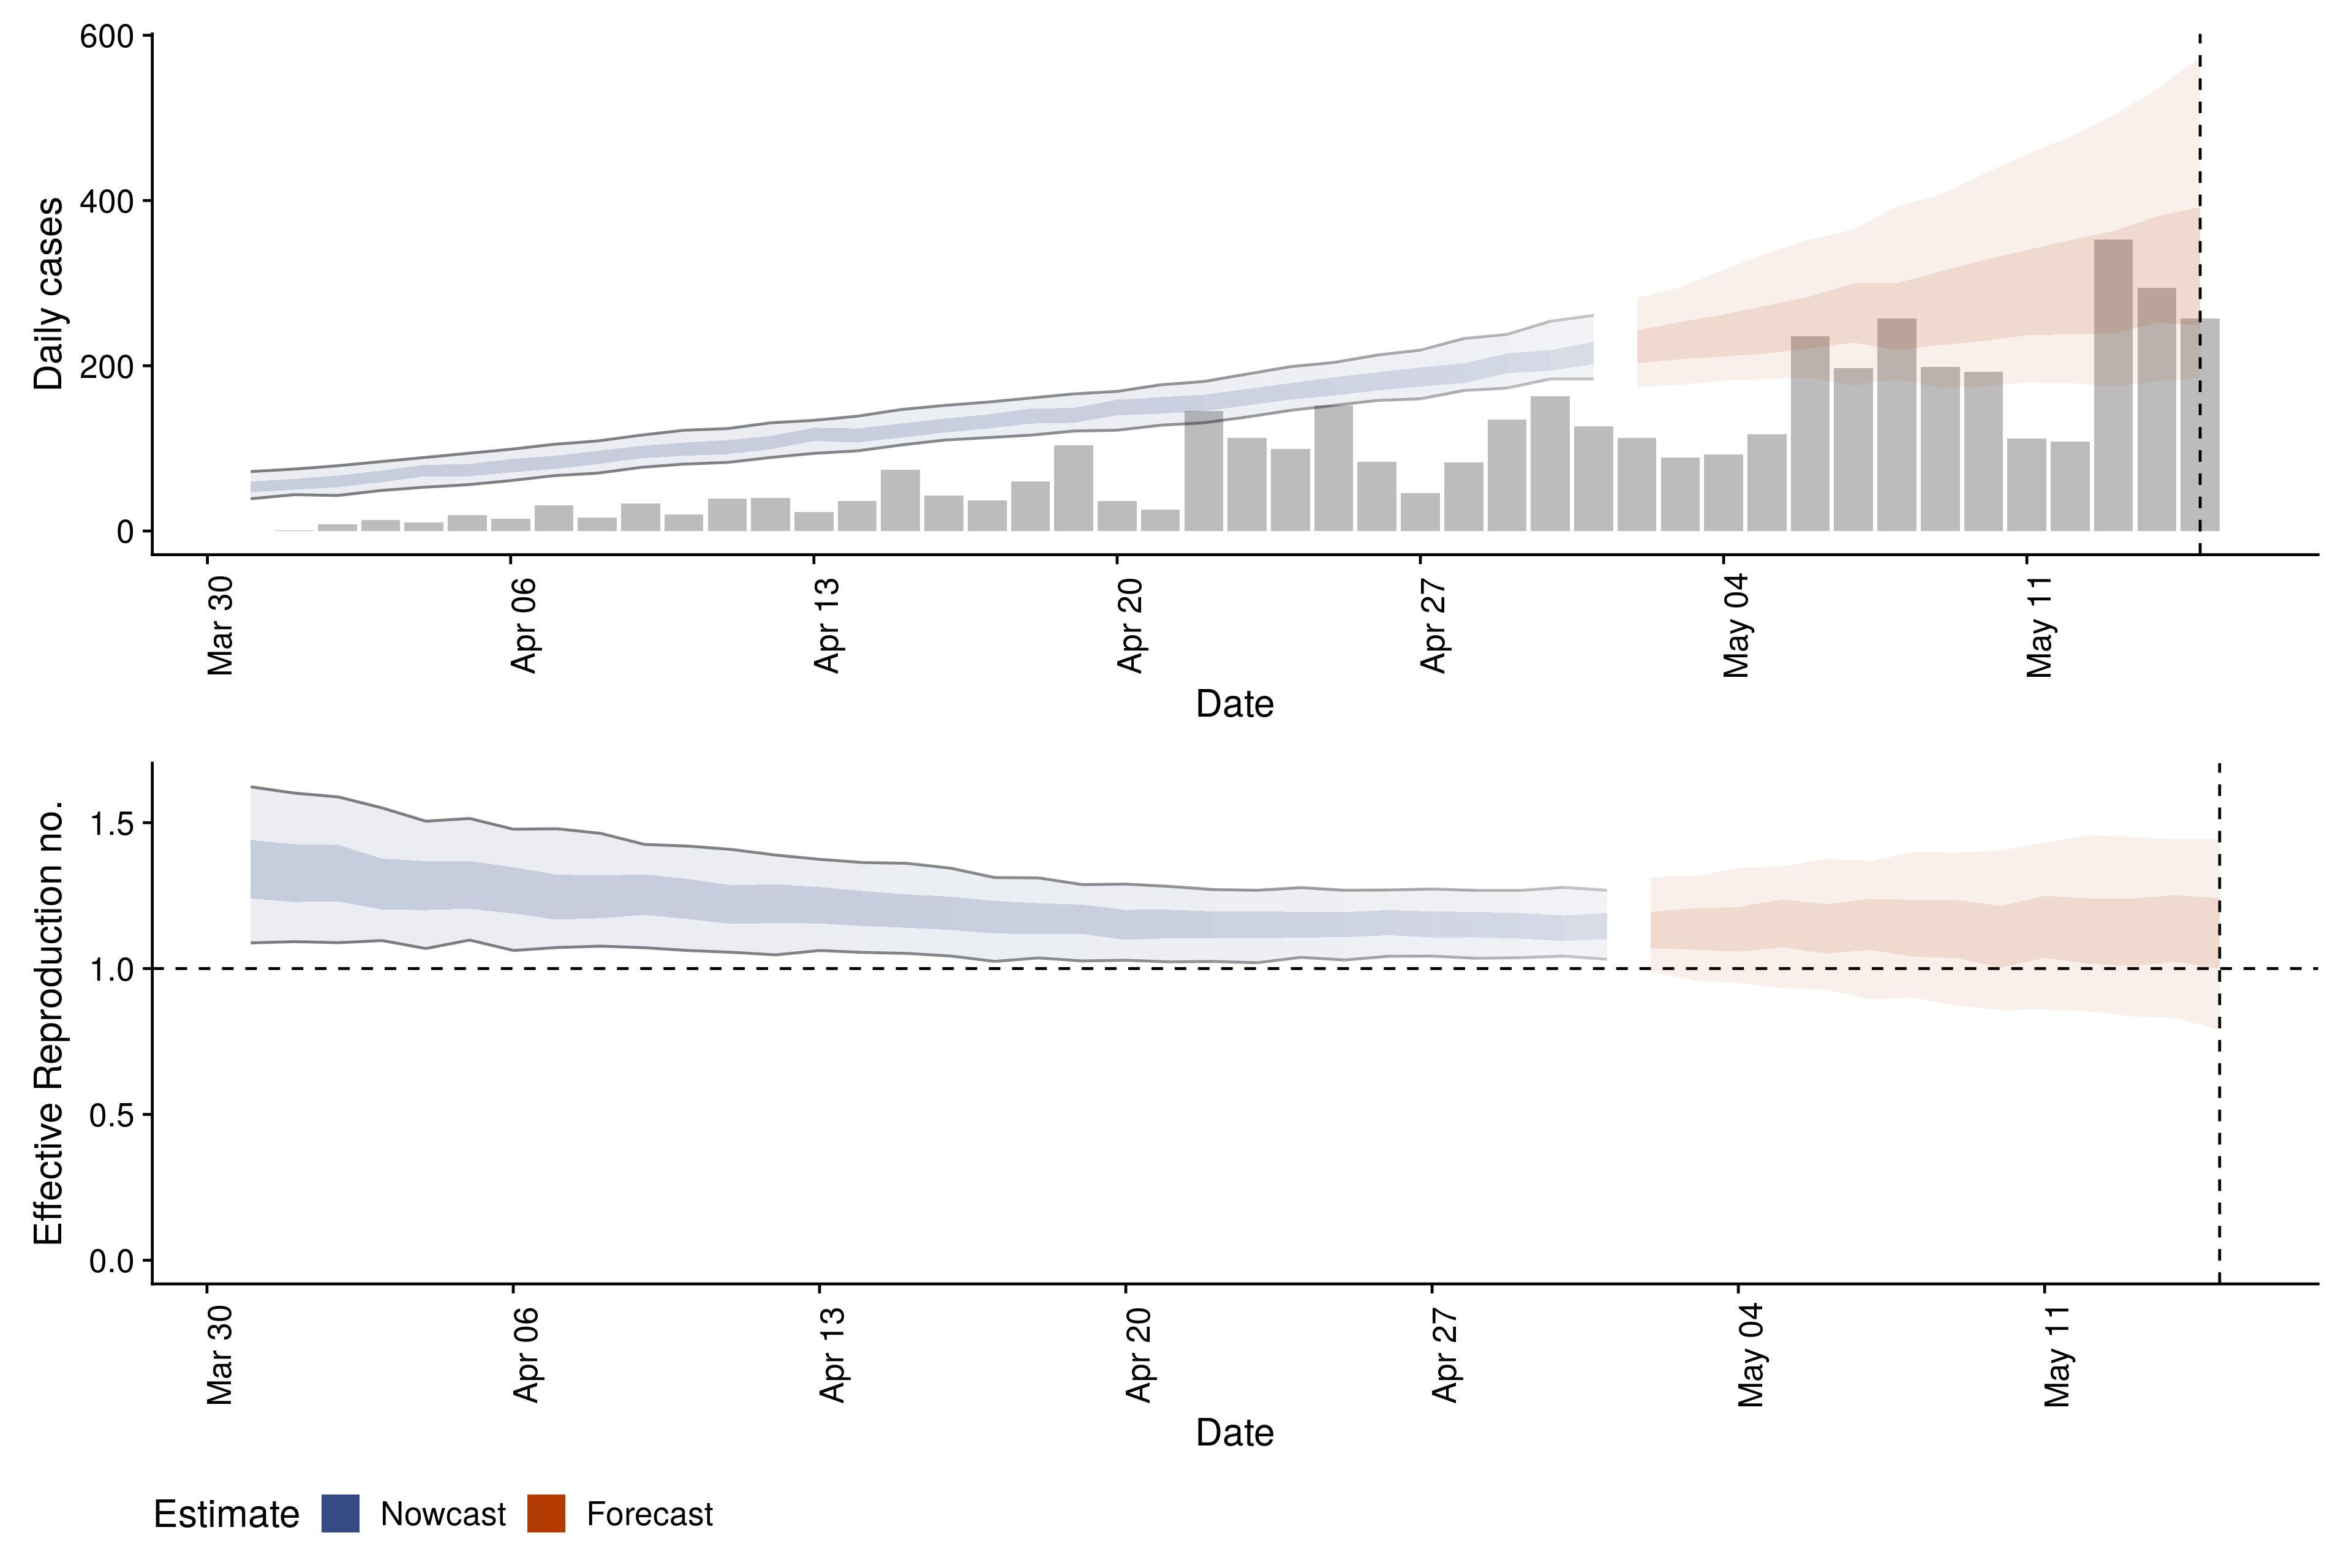 600
400
200
0
Daily cases
Mar 30
Apr 06
Apr 13
Apr 20
Apr 27
May 04
May 11
Date
1.5
1.0
0.5
0.0
Effective Reproduction no.
Mar 30
Apr 06
Apr 13
Apr 20
Apr 27
May 04
May 11
Date
Estimate Nowcast Forecast